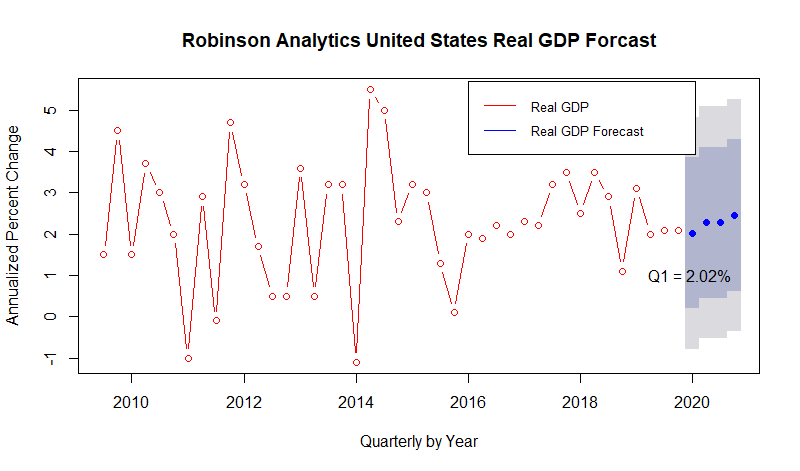 Robinson Analytics United States Real GDP Forcast
Annualized Percent Change
5
4
3
2
1
0
-1
Real GDP
Real GDP Forecast
Q1 = 2.02%
2010
2012
2014
2016
2018
2020
Quarterly by Year